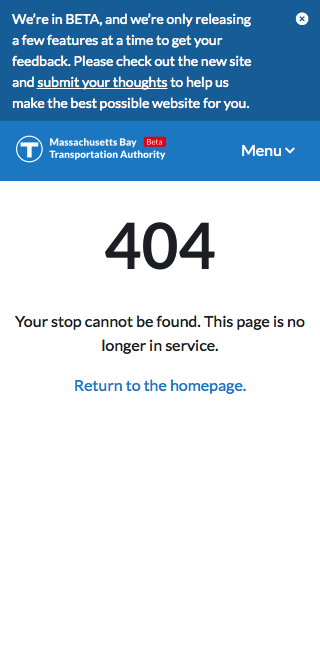 We're in BETA, and we're only releasing
a few features at a time to get your
feedback. Please check out the new site
and submit your thoughts to help us
make the best possible website for you.
T Massachusetts Bay Beta
Transportation Authority
Menu
404
Your stop cannot be found. This page is no
longer in service.
Return to the homepage.